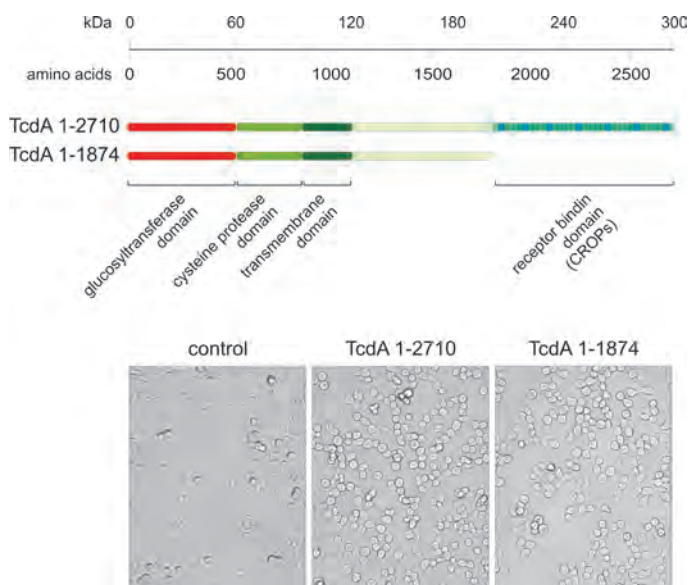 kDa 0 60 120 180 240 300
amino acids 0 500 1000 1500 2000 2500
TcdA 1-2710
TcdA 1-1874
glucosyltransferase
domain
cysteine protease
domain
transmembrane
domain
receptor bindin
domain
(CROPs)
control TcdA 1-2710 TcdA 1-1874